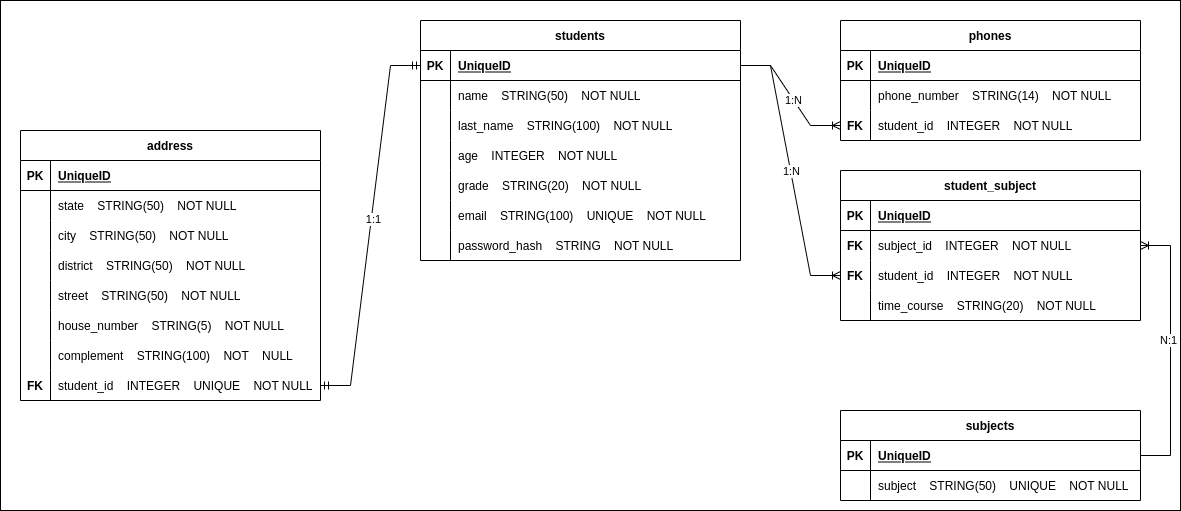 students
PK UniqueID
name STRING(50) NOT NULL
last_name STRING(100) NOT NULL
age INTEGER NOT NULL
grade STRING(20) NOT NULL
email STRING(100) UNIQUE NOT NULL
password_hash STRING NOT NULL
phones
PK UniqueID
phone_number STRING(14) NOT NULL
FK student_id INTEGER NOT NULL
1:N
address
PK UniqueID
state STRING(50) NOT NULL
city STRING(50) NOT NULL
district STRING(50) NOT NULL
street STRING(50) NOT NULL
house_number STRING(5) NOT NULL
complement STRING(100) NOT NULL
FK student_id INTEGER UNIQUE NOT NULL
1:1
1:N
student_subject
PK UniqueID
FK subject_id INTEGER NOT NULL
FK student_id INTEGER NOT NULL
time_course STRING(20) NOT NULL
N:1
subjects
PK UniqueID
subject STRING(50) UNIQUE NOT NULL